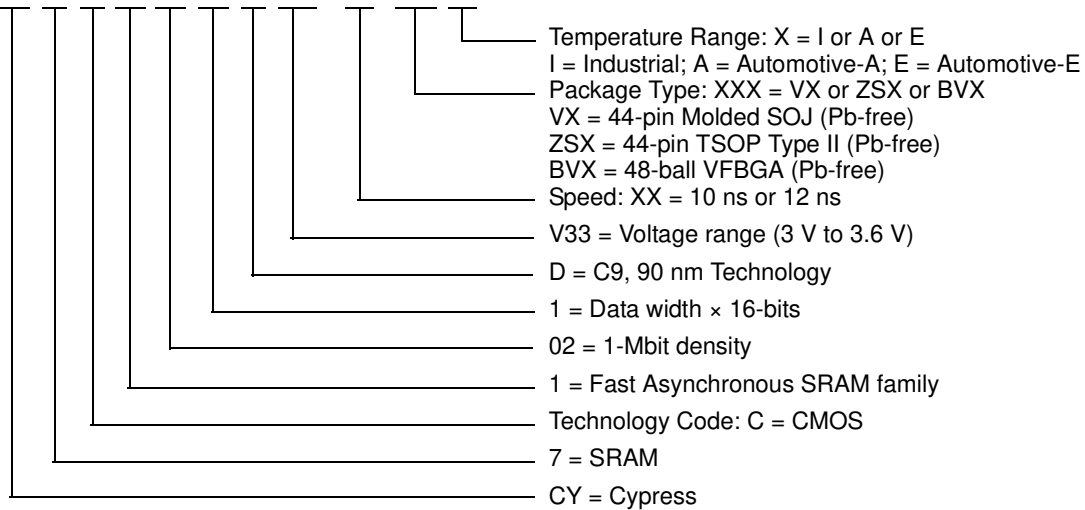 Temperature Range: X = I or A or E
I = Industrial; A = Automotive-A; E = Automotive-E
Package Type: XXX = VX or ZSX or BVX
VX = 44-pin Molded SOJ (Pb-free)
ZSX = 44-pin TSOP Type II (Pb-free)
BVX = 48-ball VFBGA (Pb-free)
Speed: XX = 10 ns or 12 ns
V33 = Voltage range (3 V to 3.6 V)
D = C9, 90 nm Technology
1 = Data width × 16-bits
02 = 1-Mbit density
1 = Fast Asynchronous SRAM family
Technology Code: C = CMOS
7 = SRAM
CY = Cypress